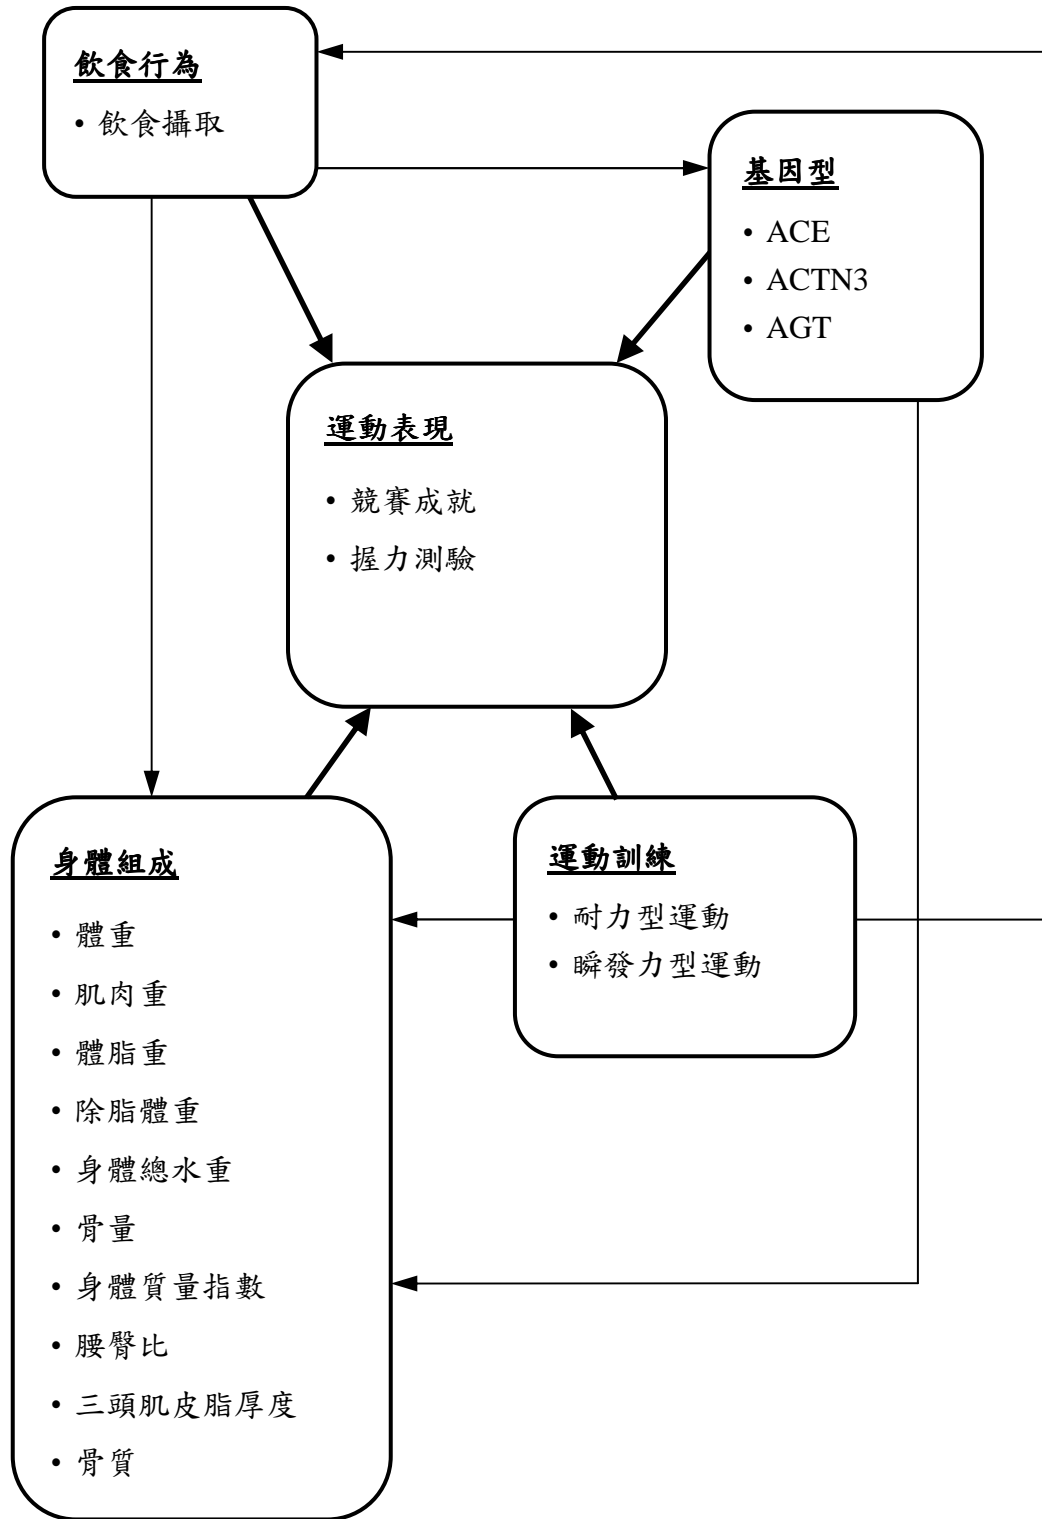 飲食行為
• 飲食攝取
基因型
• ACE
• ACTN3
• AGT
運動表現
• 競賽成就
• 握力測驗
身體組成
• 體重
• 肌肉重
• 體脂重
• 除脂體重
• 身體總水重
• 骨量
• 身體質量指數
• 腰臀比
• 三頭肌皮脂厚度
• 骨質
運動訓練
• 耐力型運動
• 瞬發力型運動